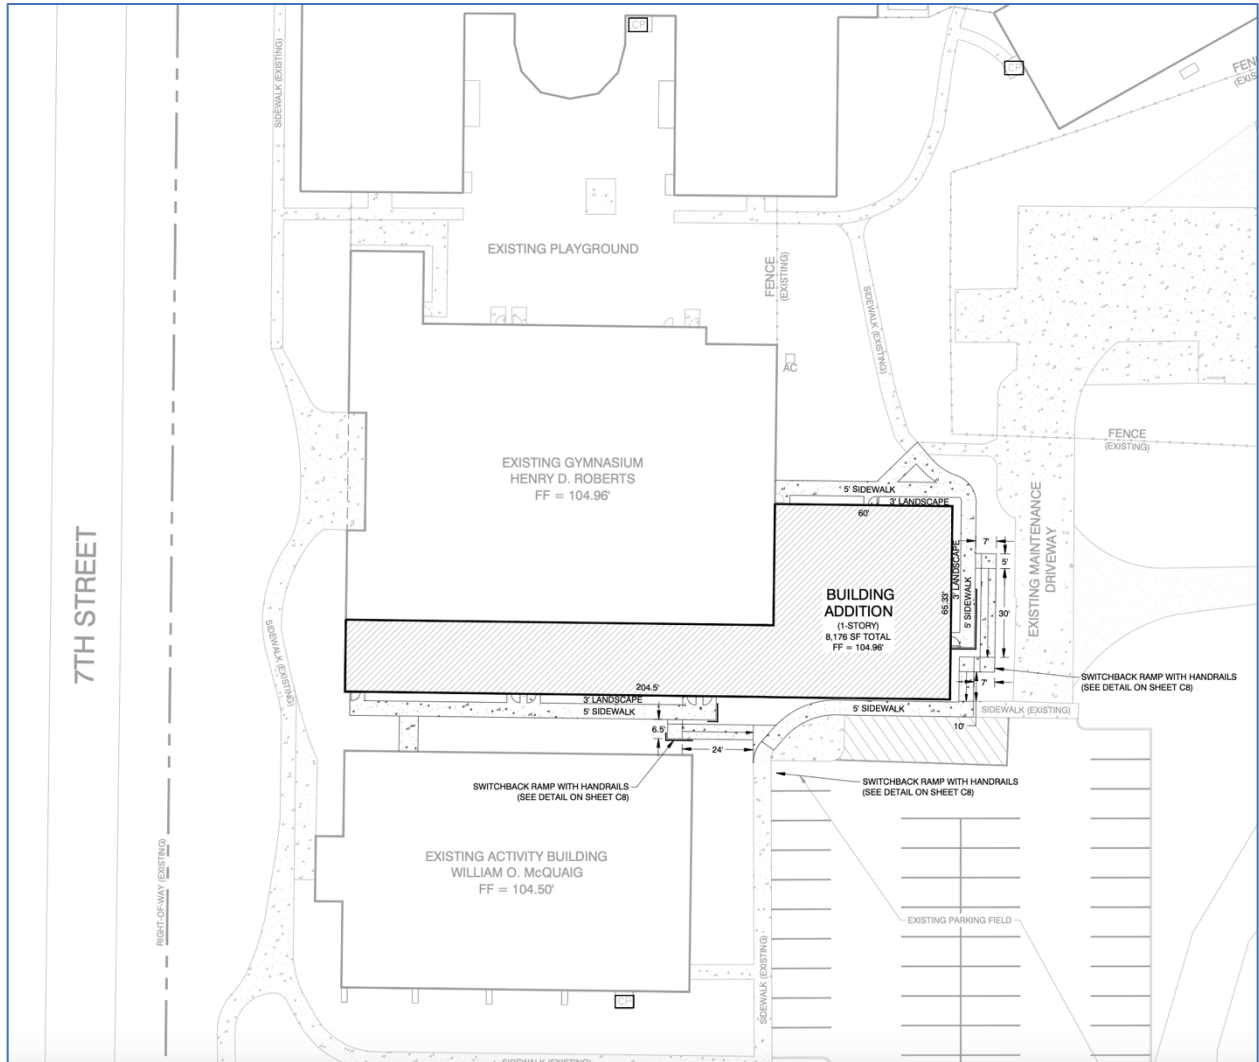 CP
CP
FEN
(EXIS
SIDEWALK (EXISTING)
EXISTING PLAYGROUND
FENCE
(EXISTING)
SIDEWALK (EXISTING)
AC
FENCE
(EXISTING)
EXISTING GYMNASIUM
HENRY D. ROBERTS
FF = 104.96'
5' SIDEWALK
3' LANDSCAPE
60'
EXISTING MAINTENANCE
DRIVEWAY
7'
5'
3' LANDSCAPE
5' SIDEWALK
65.33'
30'
BUILDING
ADDITION
(1-STORY)
8,176 SF TOTAL
FF = 104.96'
7TH STREET
SIDEWALK (EXISTING)
204.5'
3' LANDSCAPE
5' SIDEWALK
7'
SWITCHBACK RAMP WITH HANDRAILS
(SEE DETAIL ON SHEET C8)
5' SIDEWALK
SIDEWALK (EXISTING)
10'
6.5'
24'
SWITCHBACK RAMP WITH HANDRAILS
(SEE DETAIL ON SHEET C8)
SWITCHBACK RAMP WITH HANDRAILS
(SEE DETAIL ON SHEET C8)
EXISTING ACTIVITY BUILDING
WILLIAM O. McQUAIG
FF = 104.50'
RIGHT-OF-WAY (EXISTING)
EXISTING PARKING FIELD
SIDEWALK (EXISTING)
CP
SIDEWALK (EXISTING)